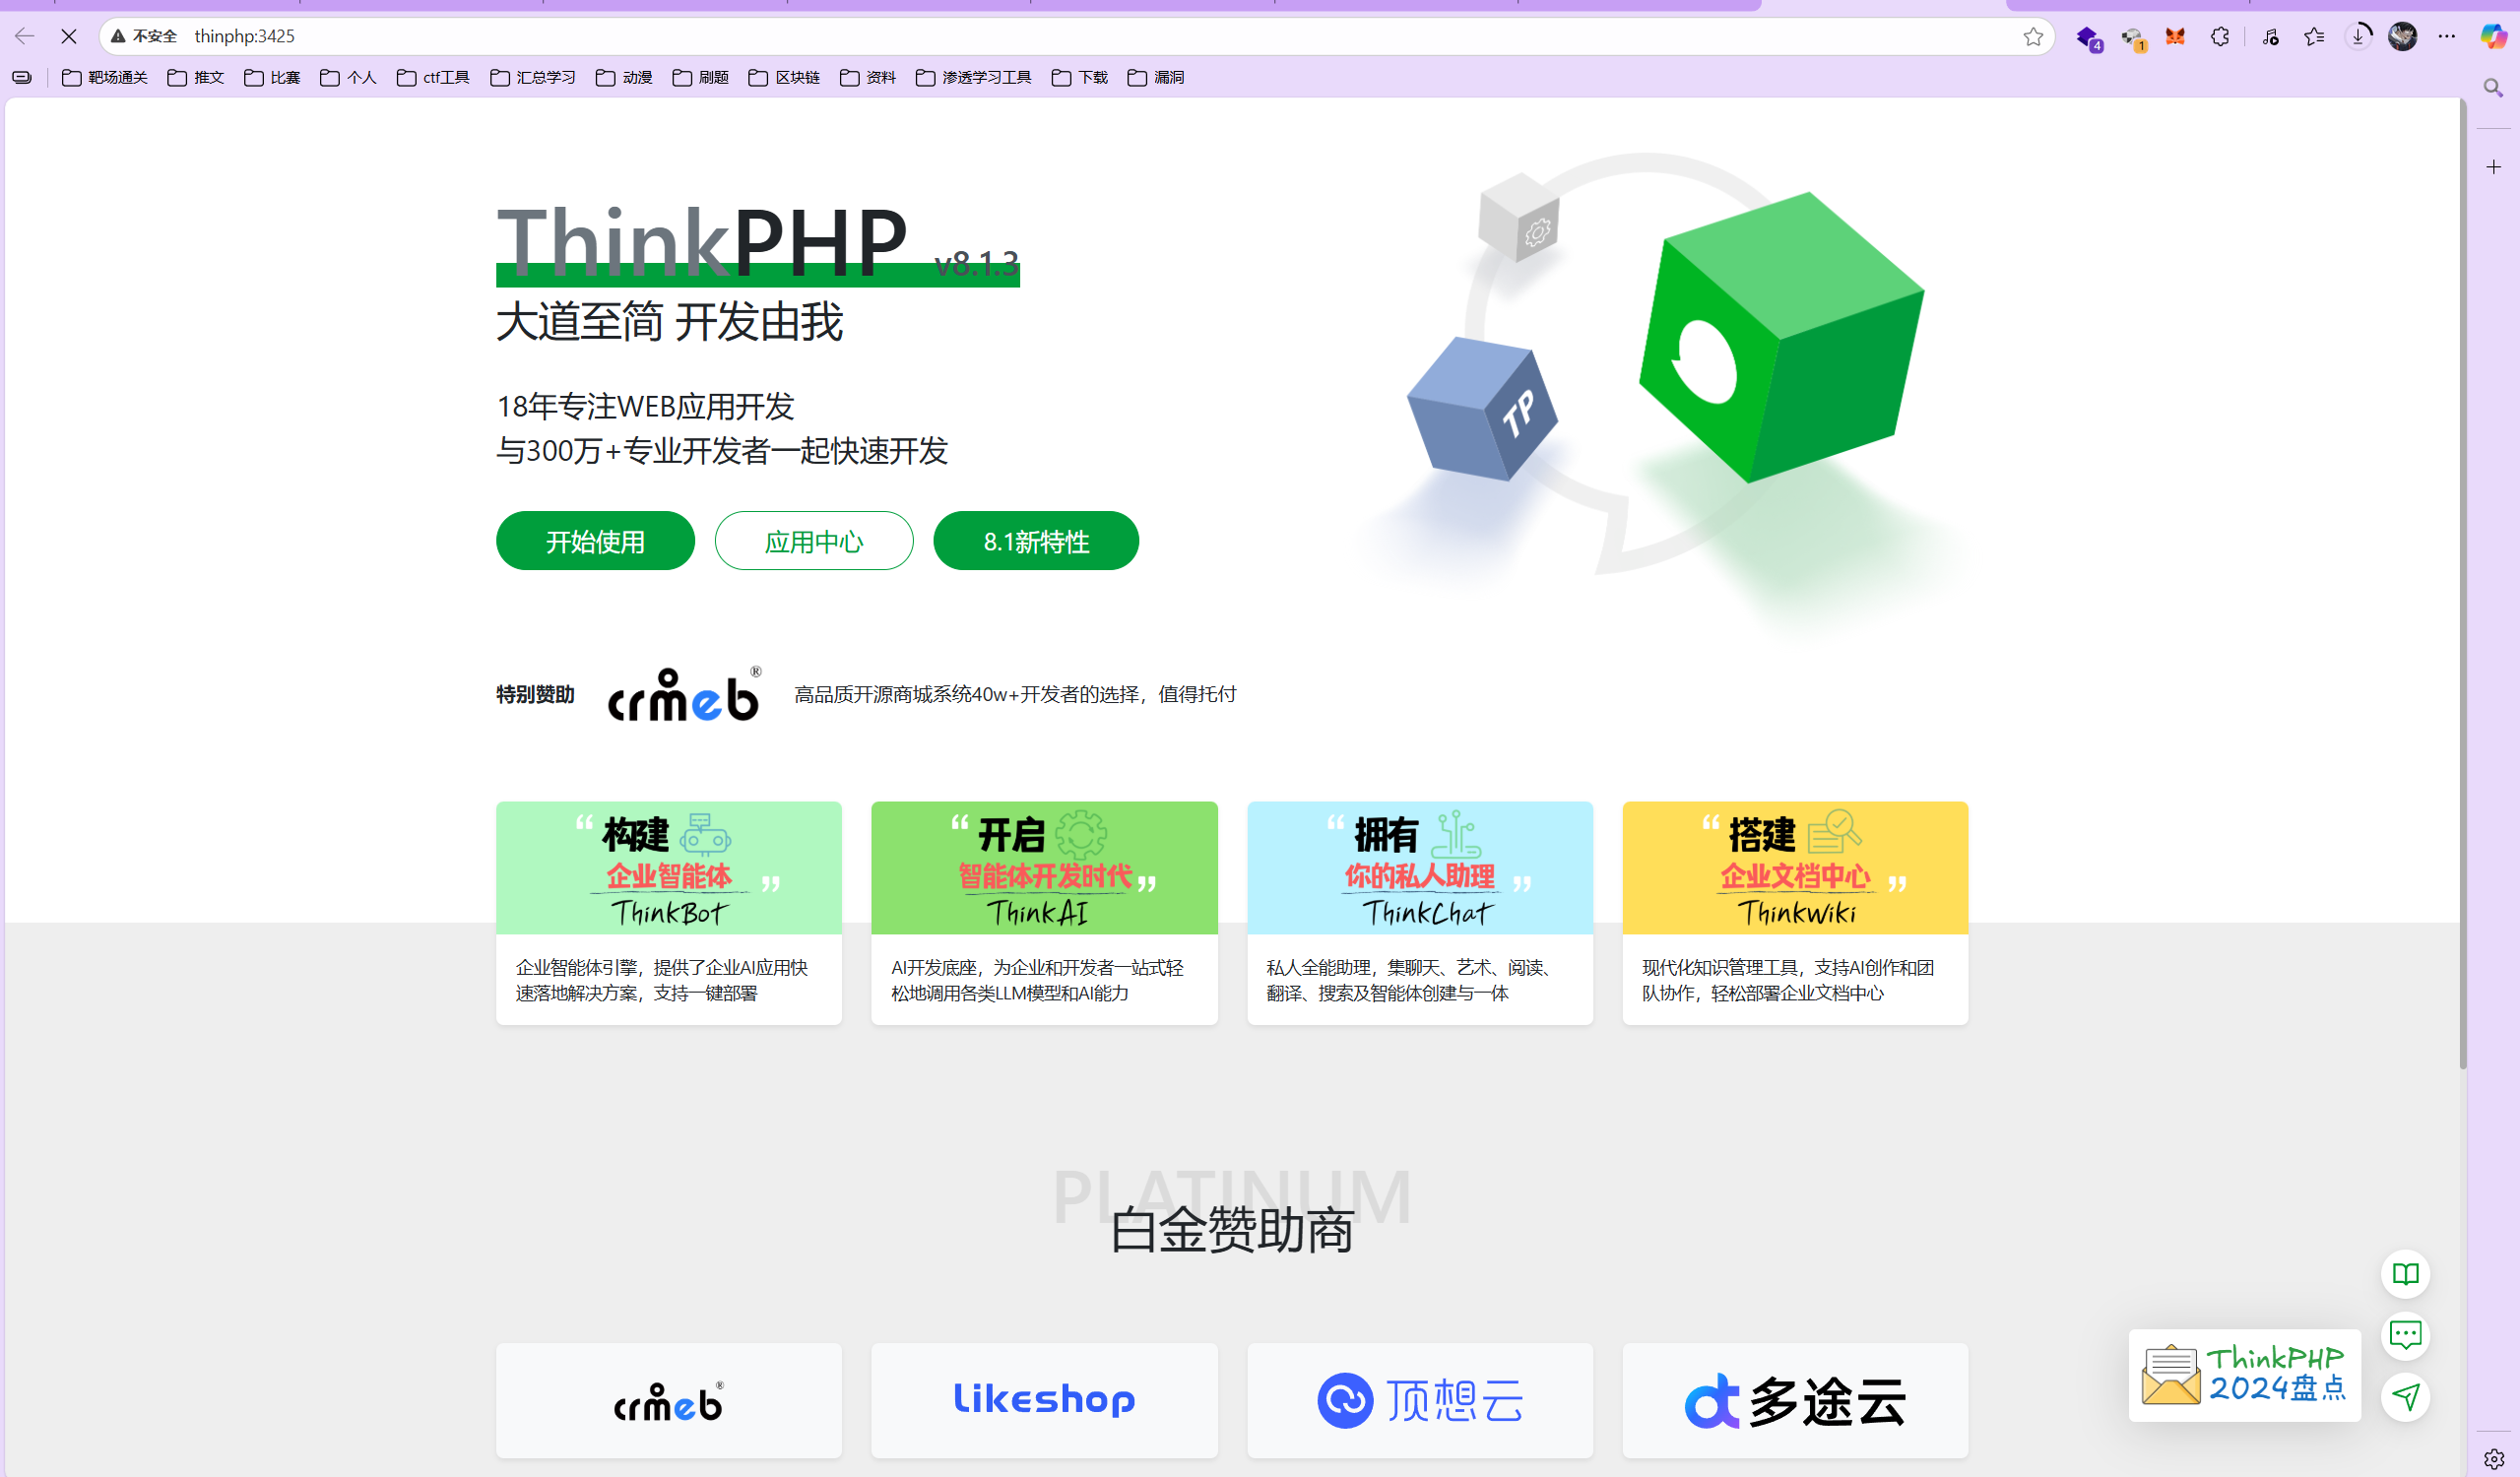 不安全 thinphp:3425
4
1
靶场通关 推文 比赛 个人 ctf工具 汇总学习 动漫 刷题 区块链 资料 渗透学习工具 下载 漏洞
ThinkPHP v8.1.3
大道至简 开发由我
18年专注WEB应用开发
与300万+专业开发者一起快速开发
开始使用 应用中心 8.1新特性
TP
特别赞助 crmeb® 高品质开源商城系统40w+开发者的选择，值得托付
“构建
企业智能体”
ThinkBot
企业智能体引擎，提供了企业AI应用快
速落地解决方案，支持一键部署
“开启
智能体开发时代”
ThinkAI
AI开发底座，为企业和开发者一站式轻
松地调用各类LLM模型和AI能力
“拥有
你的私人助理”
ThinkChat
私人全能助理，集聊天、艺术、阅读、
翻译、搜索及智能体创建与一体
“搭建
企业文档中心”
ThinkWiki
现代化知识管理工具，支持AI创作和团
队协作，轻松部署企业文档中心
PLATINUM
白金赞助商
crmeb® likeshop 顶想云 多途云
ThinkPHP
2024盘点